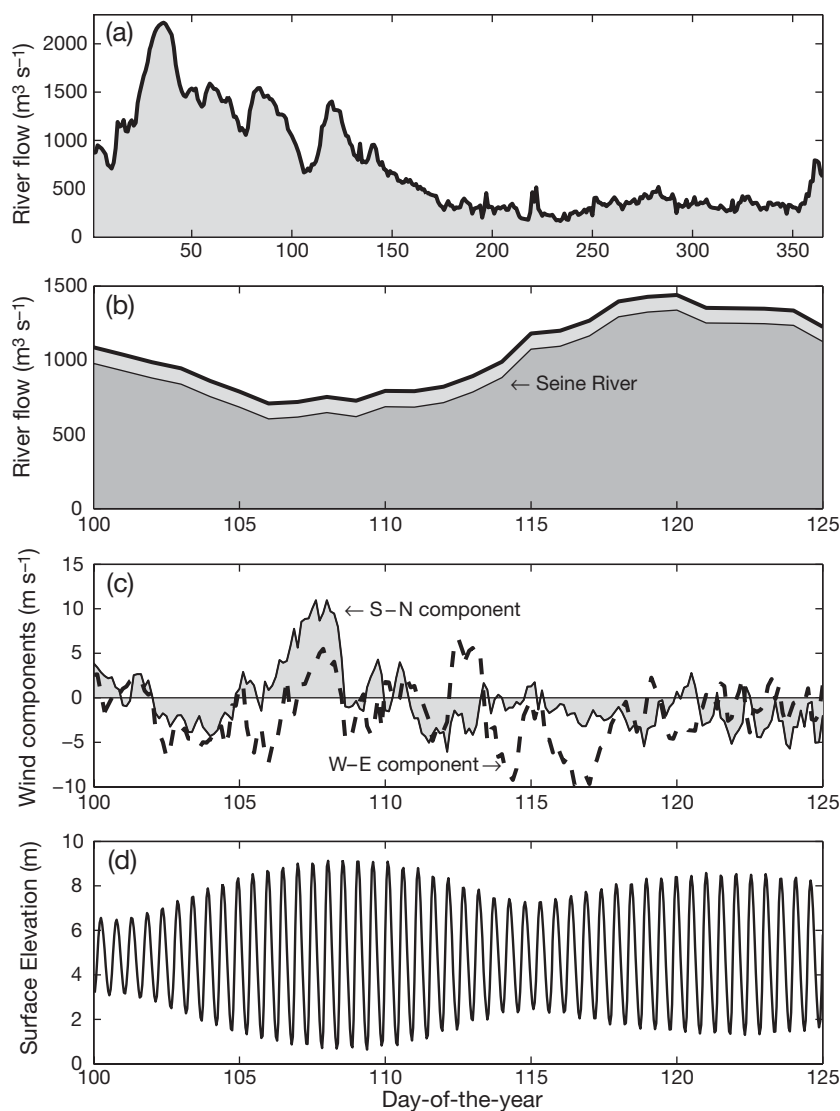 (a)
River flow (m³ s⁻¹)
2000
1500
1000
500
0
50 100 150 200 250 300 350
(b)
River flow (m³ s⁻¹)
1500
1000
500
0
← Seine River
100 105 110 115 120 125
(c)
Wind components (m s⁻¹)
15
10
5
0
−5
−10
← S–N component
W–E component →
100 105 110 115 120 125
(d)
Surface Elevation (m)
10
8
6
4
2
0
100 105 110 115 120 125
Day-of-the-year